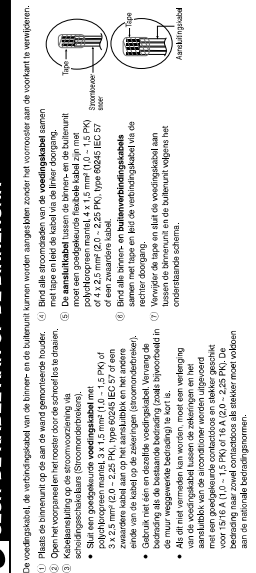 De voedingskabel, de verbindingskabel van de binnen- en de buitenunit kunnen worden aangesloten zonder het voorrooster aan de voorkant te verwijderen.
① Plaats de binnenunit op de aan de wand gemonteerde houder.
② Open het voorpaneel en het rooster door de schroef los te draaien.
③ Kabelaansluiting op de stroomvoorziening via
scheidingsschakelaars (Stroomonderbrekers).
● Sluit een goedgekeurde voedingskabel met
polychloropreen mantel, 3 x 1,5 mm² (1,0 ~ 1,5 PK) of
3 x 2,5 mm² (2,0 ~ 2,25 PK), type 60245 IEC 57 of een
zwaardere kabel aan op het aansluitblok en het andere
einde van de kabel op de zekeringen (stroomonderbreker).
● Gebruik niet één en dezelfde voedingskabel. Vervang de
bedrading als de bestaande bedrading (zoals bijvoorbeeld in
de muur weggewerkte bedrading) te kort is.
● Als dit niet vermeden kan worden, moet een verlenging
van de voedingskabel tussen de zekeringen en het
aansluitblok van de airconditioner worden uitgevoerd
met een goedgekeurd stopcontact en stekker geschikt
voor 15/16 A (1,0 ~ 1,5 PK) of 16 A (2,0 ~ 2,25 PK). De
bedrading naar zowel contactdoos als stekker moet voldoen
aan de nationale bedradingsnormen.
④ Bind alle stroomdraden van de voedingskabel samen
met tape en leid de kabel via de linker doorgang.
⑤ De aansluitkabel tussen de binnen- en de buitenunit
moet een goedgekeurde flexibele kabel zijn met
polychloropreen mantel, 4 x 1,5 mm² (1,0 ~ 1,5 PK)
of 4 x 2,5 mm² (2,0 ~ 2,25 PK), type 60245 IEC 57
of een zwaardere kabel.
⑥ Bind alle binnen- en buitenverbindingskabels
samen met tape en leid de verbindingskabel via de
rechter doorgang.
⑦ Verwijder de tape en sluit de voedingskabel aan
tussen de binnenunit en de buitenunit volgens het
onderstaande schema.
Tape
Tape
Aansluitingskabel